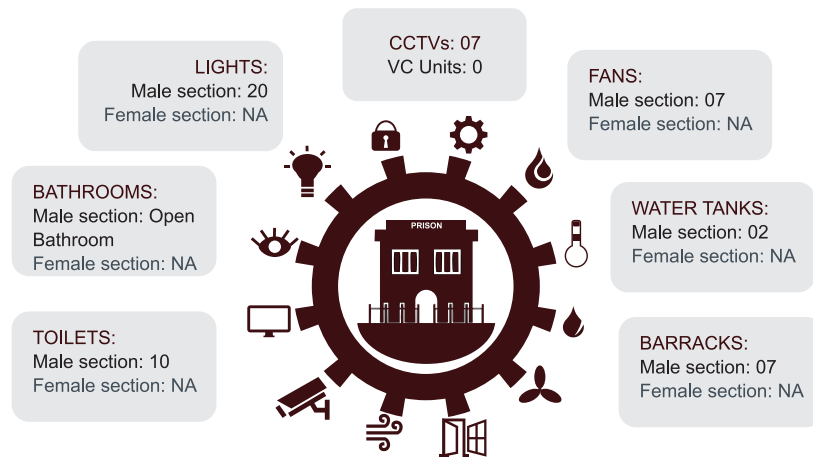 CCTVs: 07
VC Units: 0
LIGHTS:
Male section: 20
Female section: NA
FANS:
Male section: 07
Female section: NA
BATHROOMS:
Male section: Open
Bathroom
Female section: NA
PRISON
WATER TANKS:
Male section: 02
Female section: NA
TOILETS:
Male section: 10
Female section: NA
BARRACKS:
Male section: 07
Female section: NA